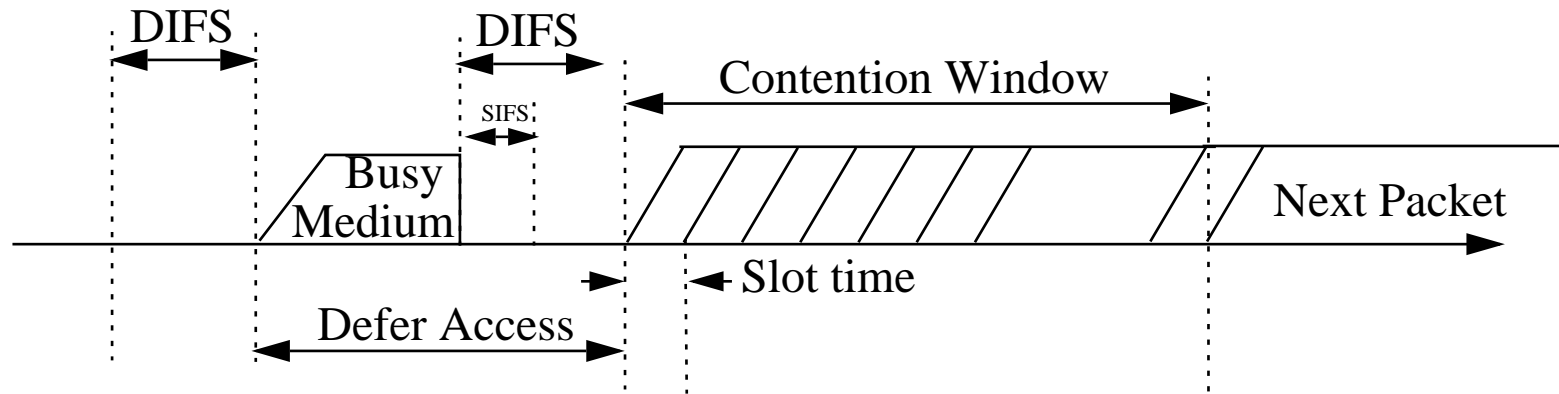 DIFS
DIFS
Contention Window
SIFS
Busy
Medium
Next Packet
Slot time
Defer Access